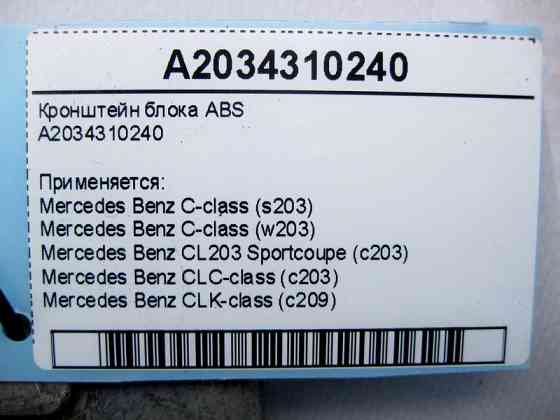 A2034310240
Кронштейн блока ABS
A2034310240
Применяется:
Mercedes Benz C-class (s203)
Mercedes Benz C-class (w203)
Mercedes Benz CL203 Sportcoupe (c203)
Mercedes Benz CLC-class (c203)
Mercedes Benz CLK-class (c209)